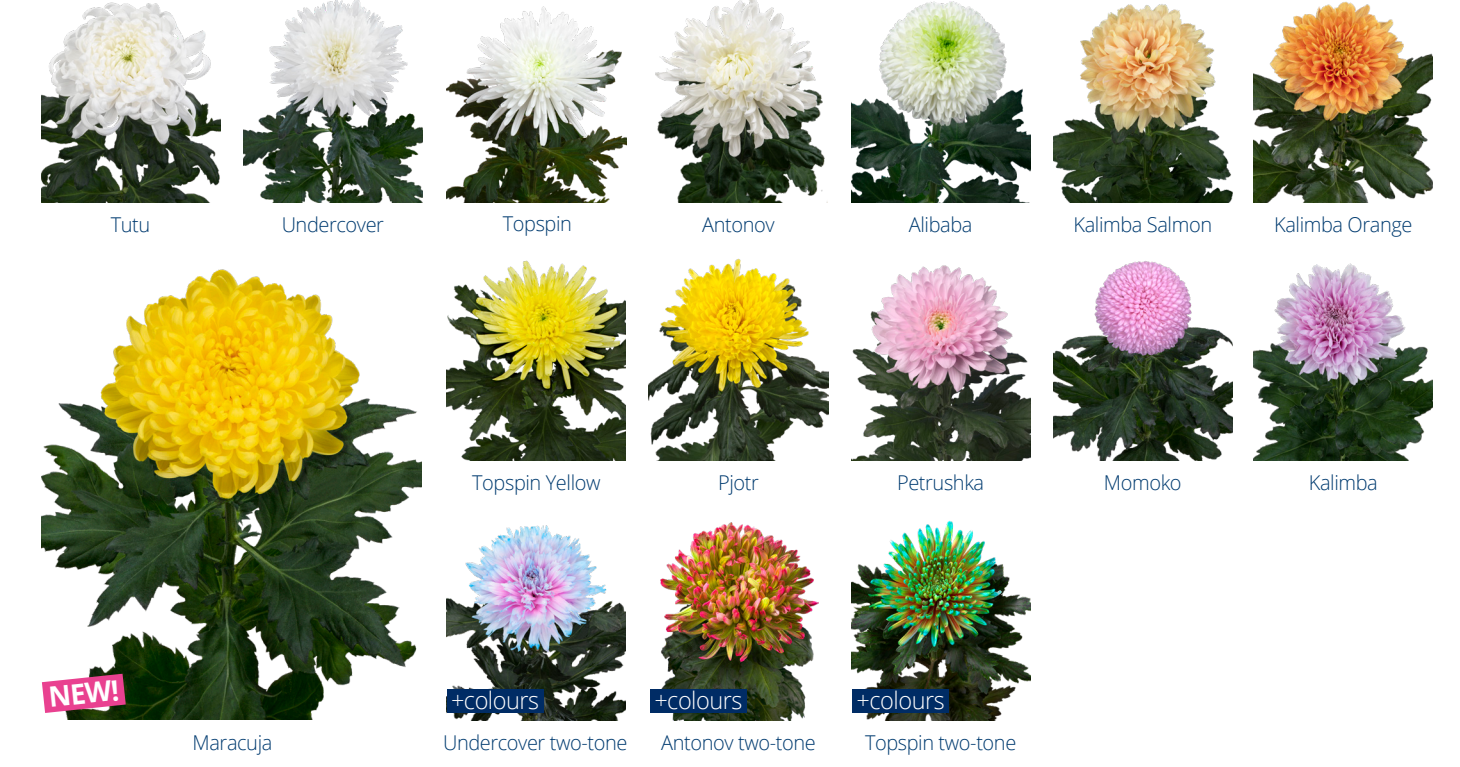 Tutu
Undercover
Topspin
Antonov
Alibaba
Kalimba Salmon
Kalimba Orange
NEW!
Maracuja
Topspin Yellow
Pjotr
Petrushka
Momoko
Kalimba
+colours
Undercover two-tone
+colours
Antonov two-tone
+colours
Topspin two-tone